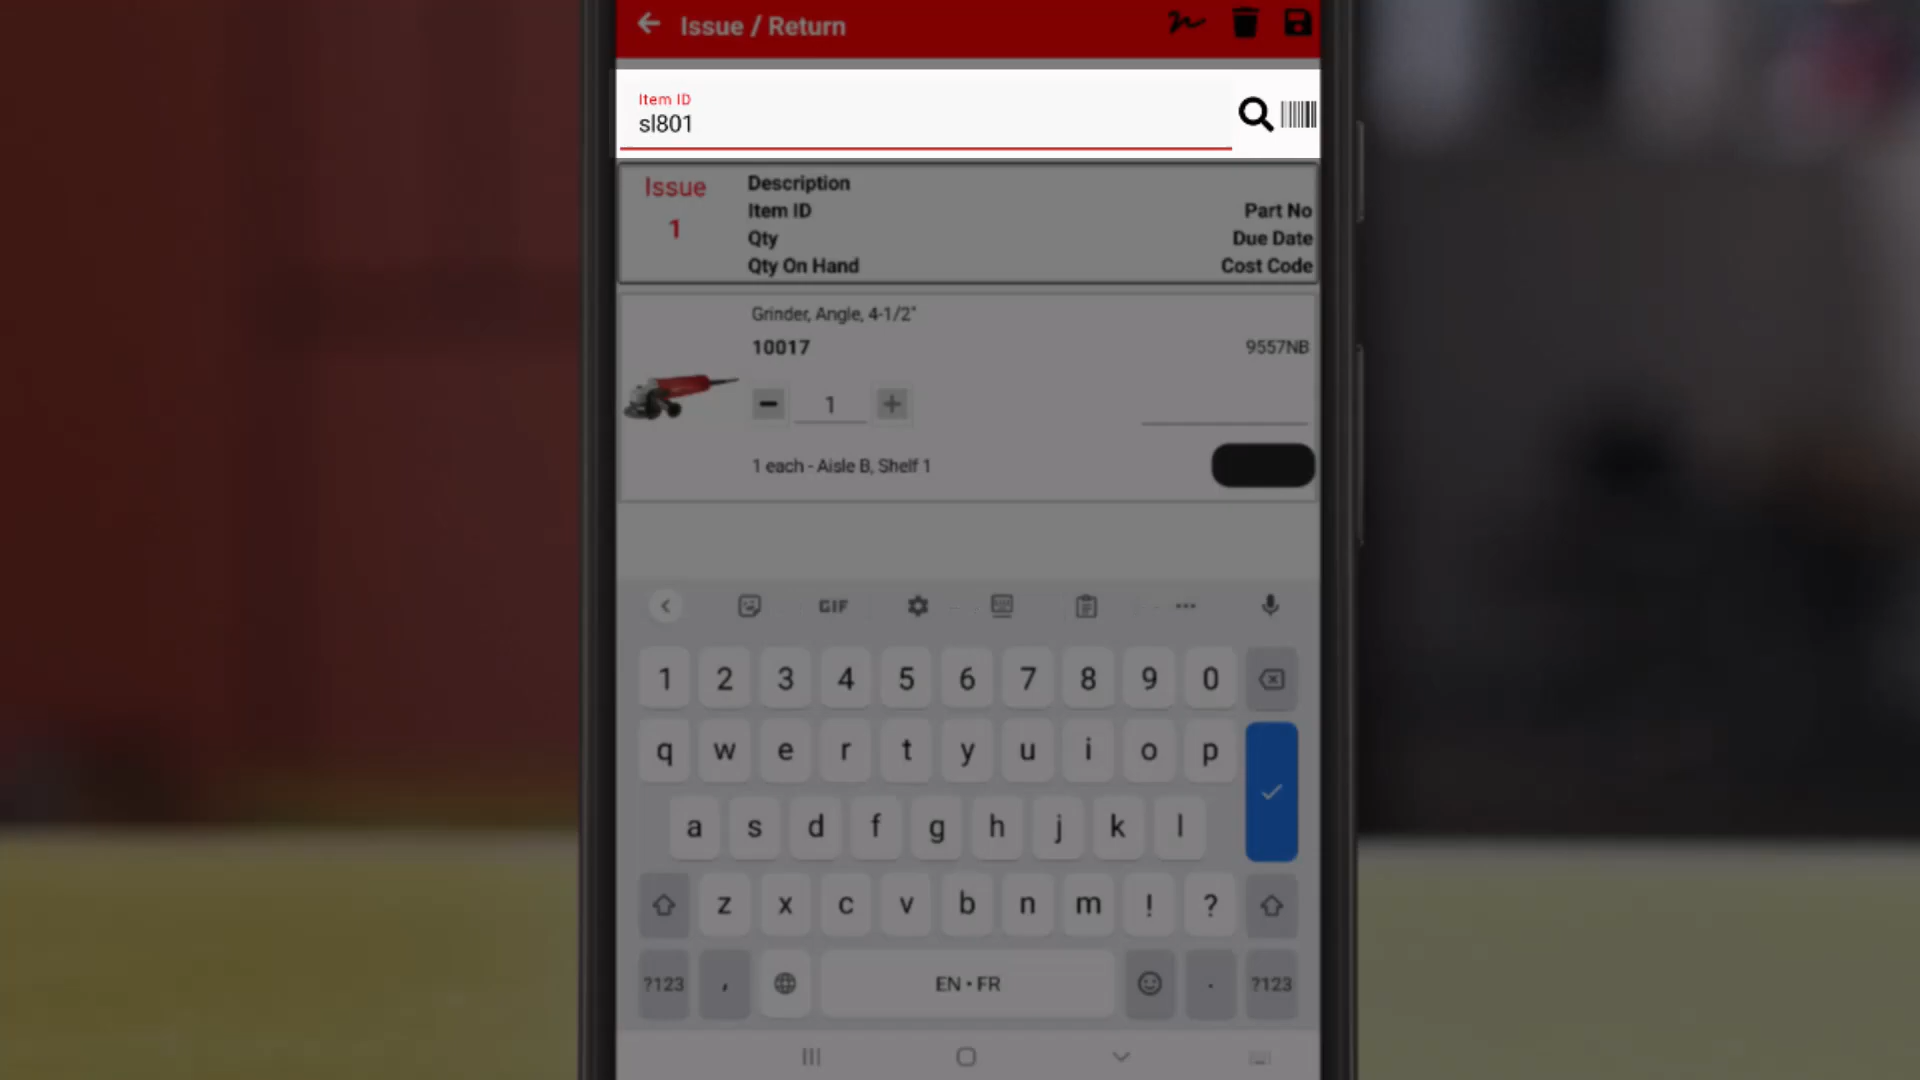 Issue / Return
Item ID
sl801
Issue
1
Description
Item ID
Qty
Qty On Hand
Part No
Due Date
Cost Code
Grinder, Angle, 4-1/2"
10017
9557NB
1
1 each - Aisle B, Shelf 1
GIF
1 2 3 4 5 6 7 8 9 0
q w e r t y u i o p
a s d f g h j k l
z x c v b n m ! ?
?123 , EN • FR . ?123